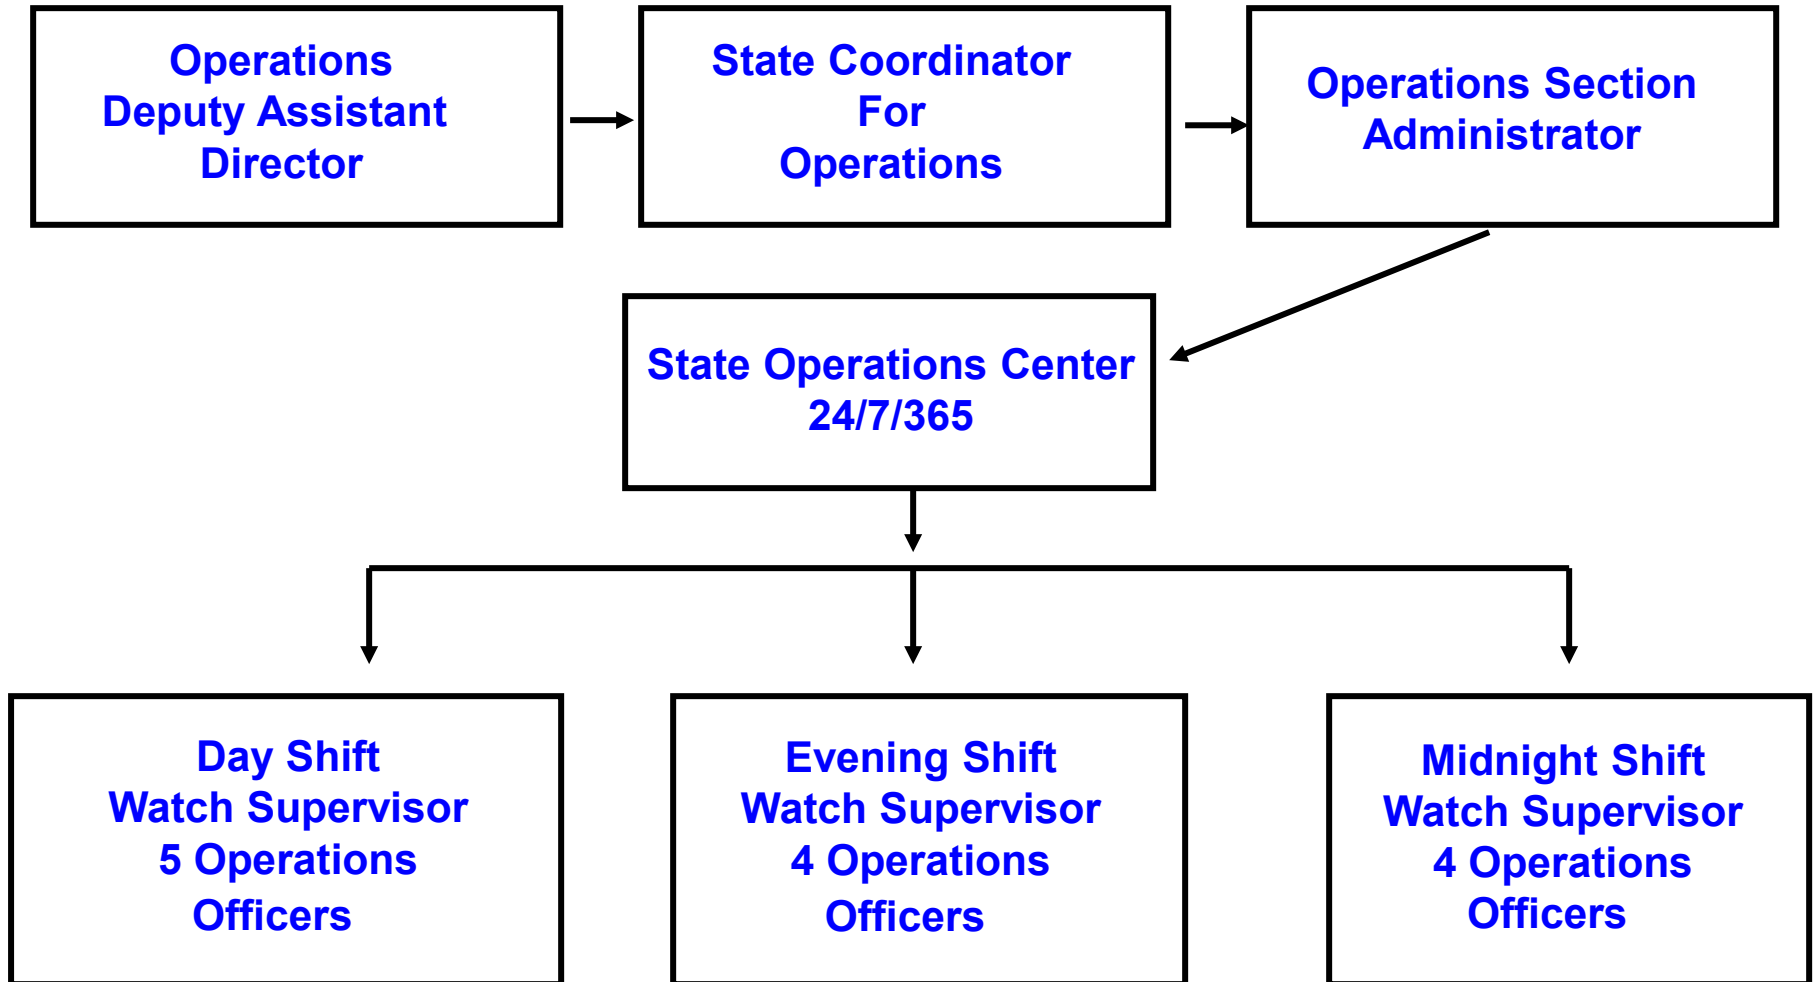 Operations
Deputy Assistant
Director
State Coordinator
For
Operations
Operations Section
Administrator
State Operations Center
24/7/365
Day Shift
Watch Supervisor
5 Operations
Officers
Evening Shift
Watch Supervisor
4 Operations
Officers
Midnight Shift
Watch Supervisor
4 Operations
Officers